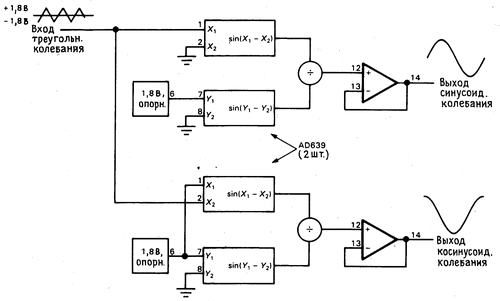 +1,8 В
−1,8 В
Вход
треугольн.
колебания
1
2
X₁
X₂
sin(X₁ − X₂)
÷
12
13
+
−
14
Выход
синусоид.
колебания
1,8 В,
опорн.
6
7
8
Y₁
Y₂
sin(Y₁ − Y₂)
AD639
(2 шт.)
1
2
X₁
X₂
sin(X₁ − X₂)
÷
12
13
+
−
14
Выход
косинусоид.
колебания
1,8 В,
опорн.
6
7
8
Y₁
Y₂
sin(Y₁ − Y₂)